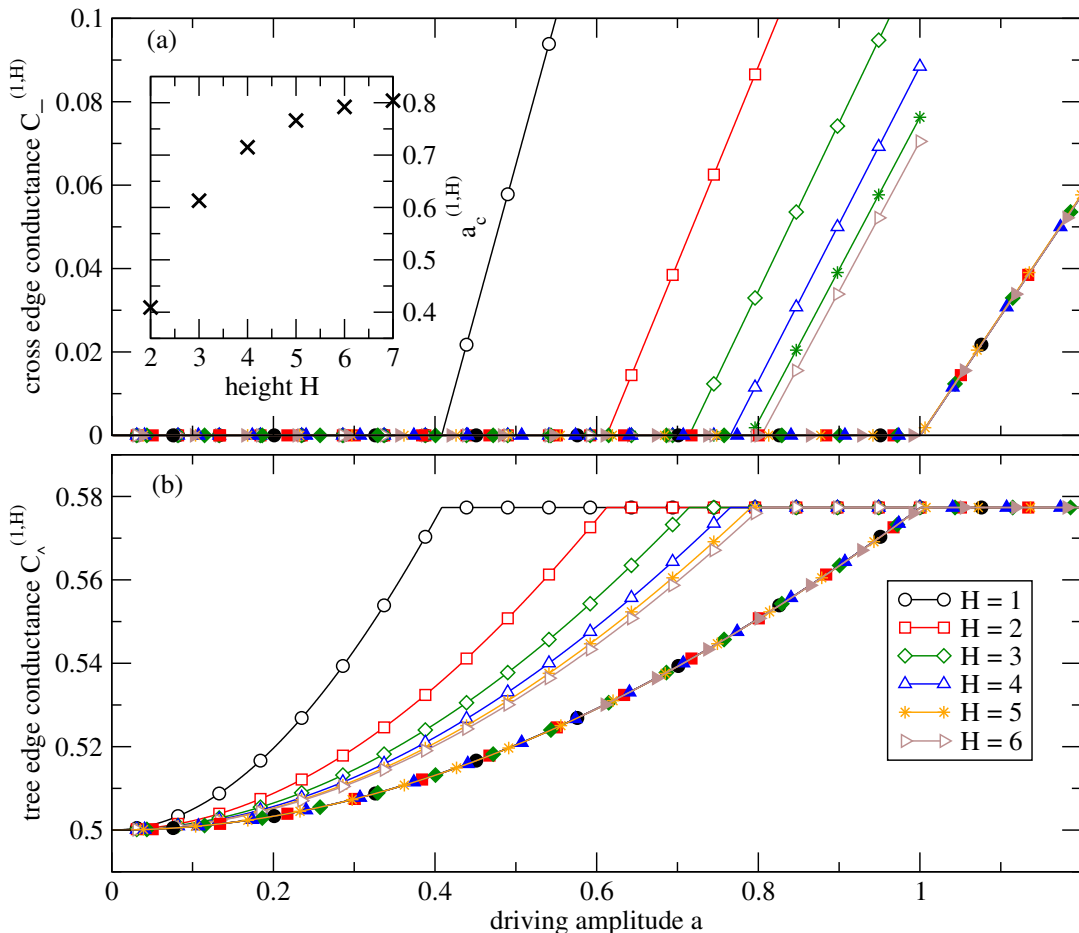 (a)
0.1
0.08
0.06
0.04
0.02
0
cross edge conductance C_(1,H)
0.8
0.7
0.6
0.5
0.4
a_c(1,H)
2 3 4 5 6 7
height H
(b)
0.58
0.56
0.54
0.52
0.5
tree edge conductance C^(1,H)
H = 1
H = 2
H = 3
H = 4
H = 5
H = 6
0 0.2 0.4 0.6 0.8 1
driving amplitude a